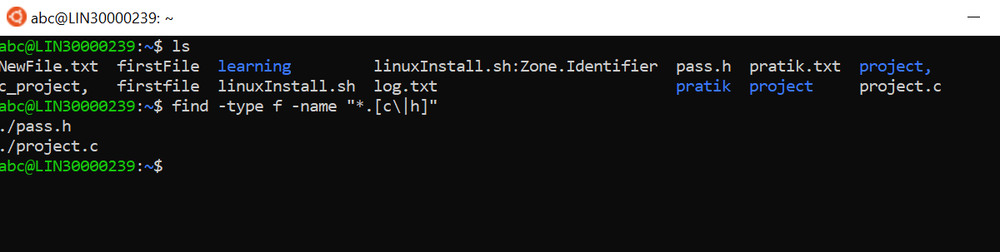 abc@LIN30000239: ~
abc@LIN30000239:~$ ls
NewFile.txt  firstFile  learning        linuxInstall.sh:Zone.Identifier  pass.h  pratik.txt  project,
c_project,   firstfile  linuxInstall.sh  log.txt                          pratik  project     project.c
abc@LIN30000239:~$ find -type f -name "*.[c\|h]"
./pass.h
./project.c
abc@LIN30000239:~$